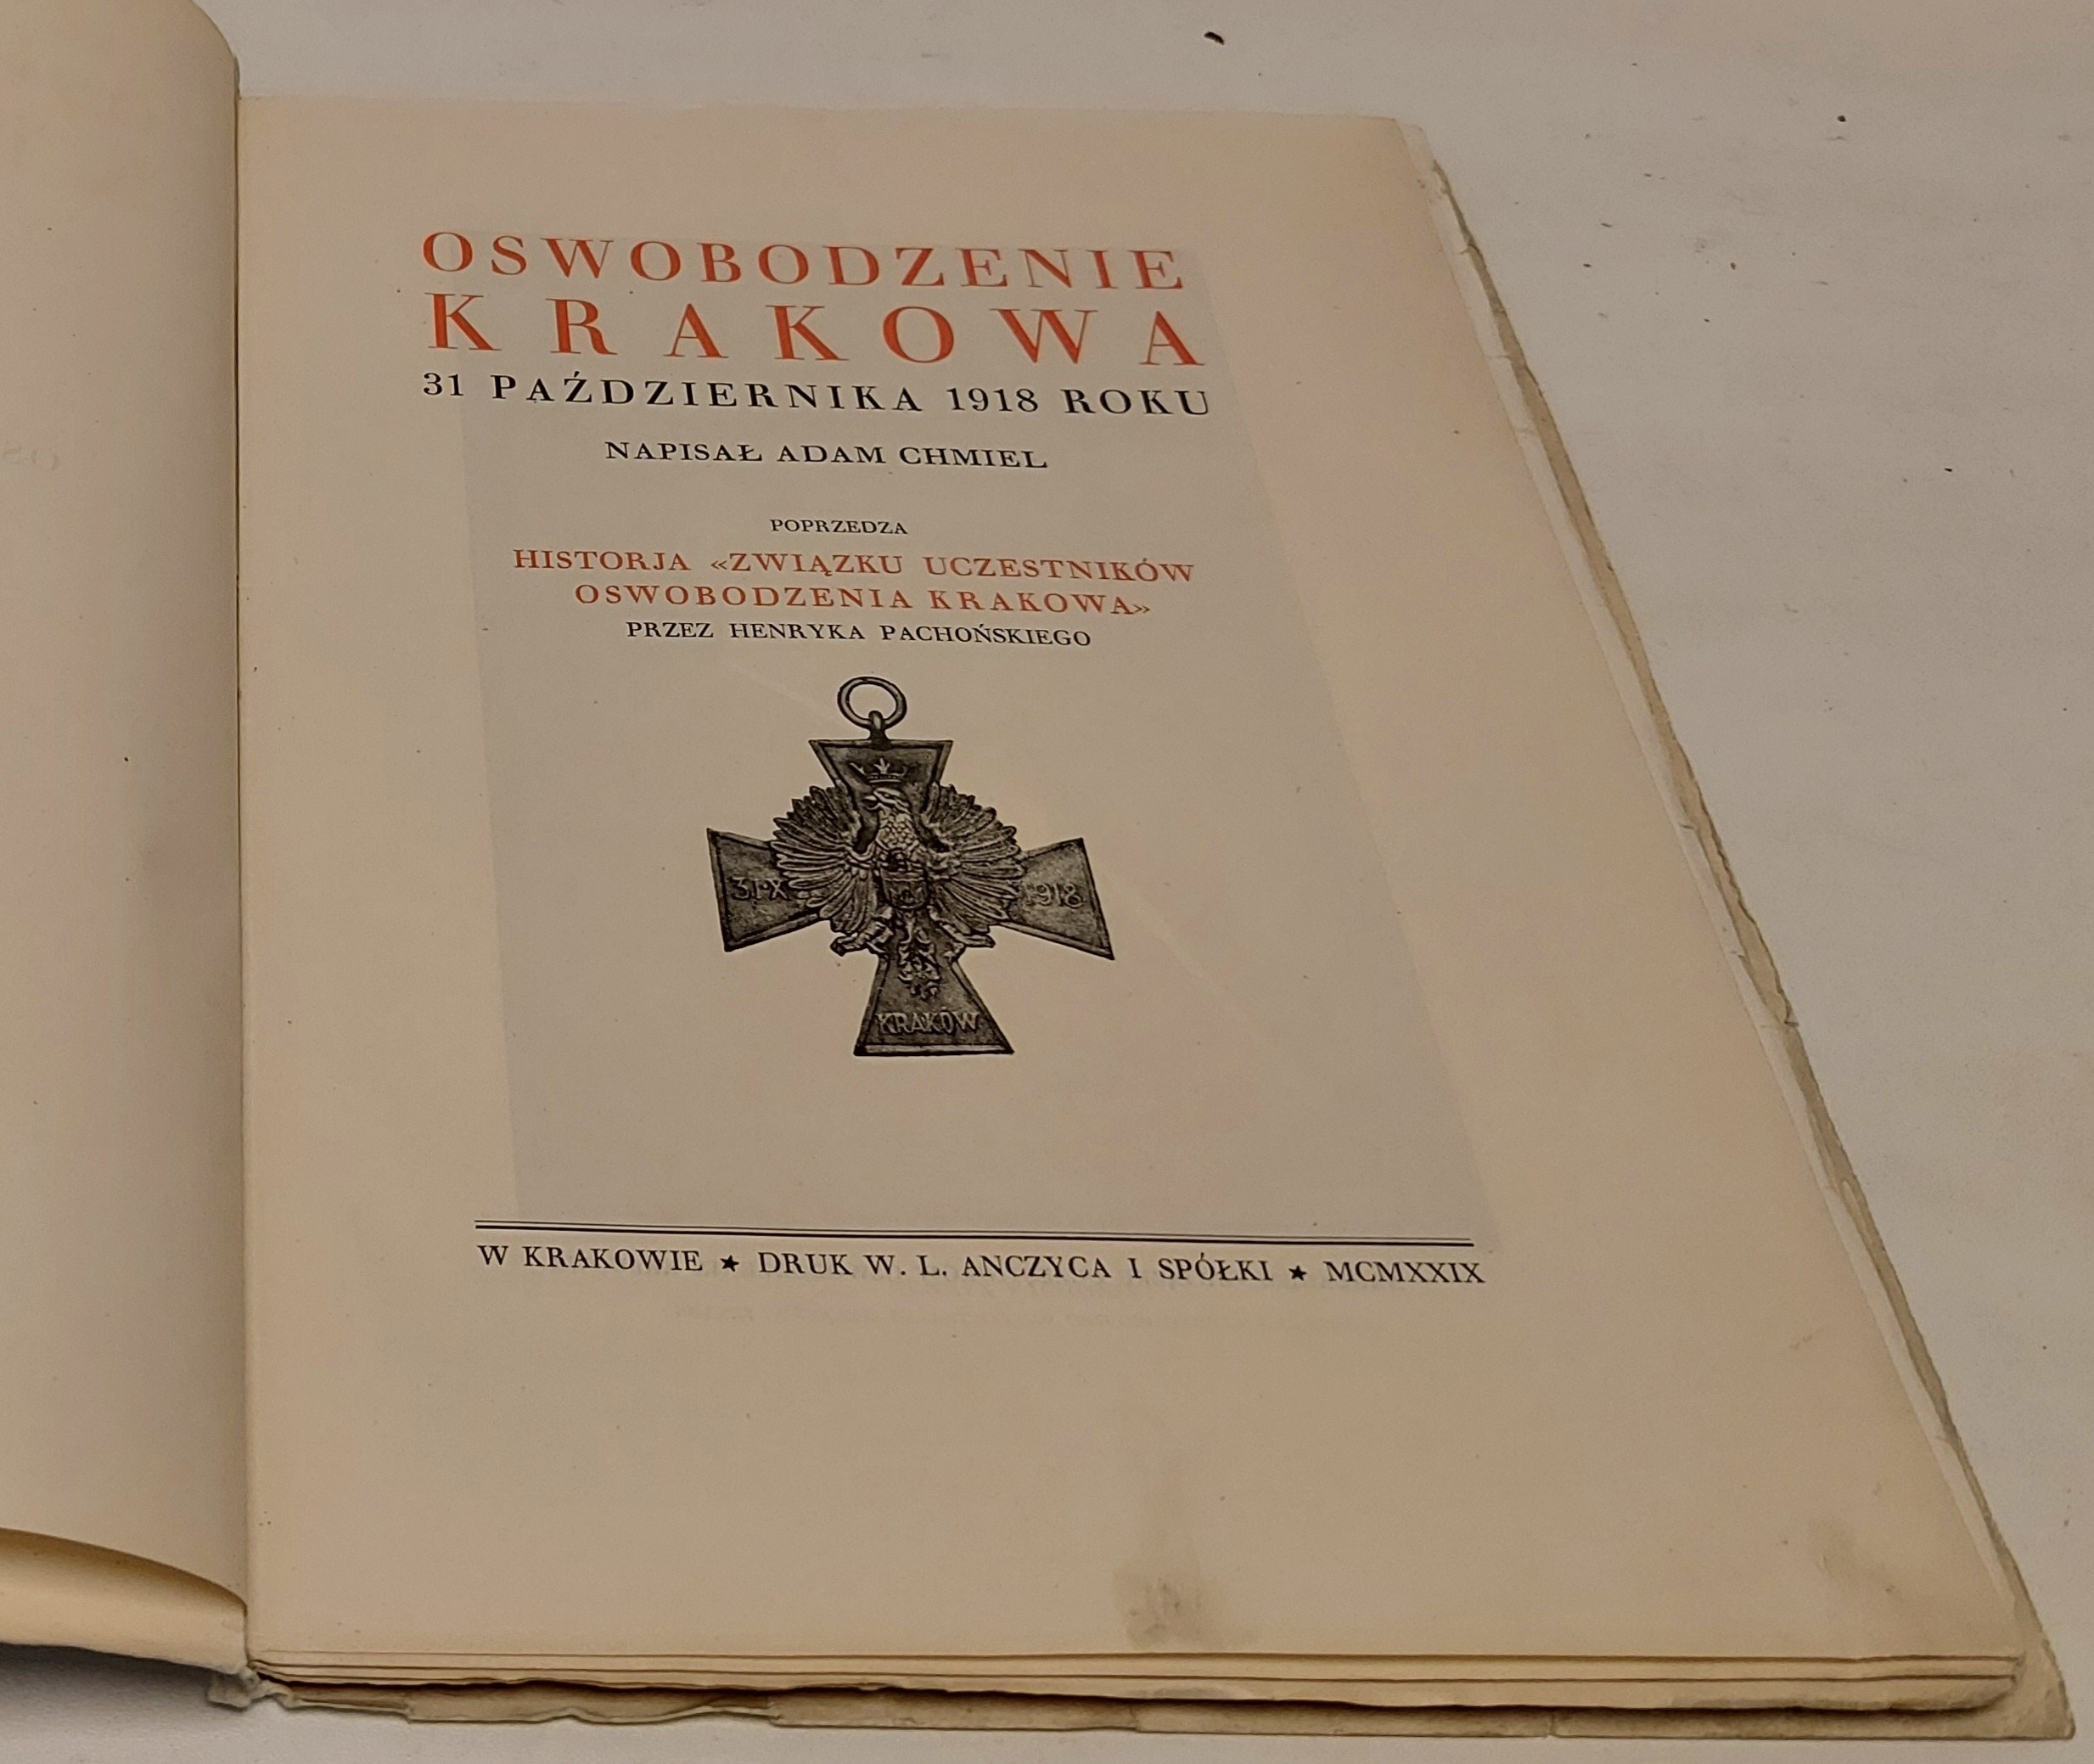 OSWOBODZENIE
KRAKOWA
31 PAŹDZIERNIKA 1918 ROKU
NAPISAŁ ADAM CHMIEL
POPRZEDZA
HISTORJA «ZWIĄZKU UCZESTNIKÓW
OSWOBODZENIA KRAKOWA»
PRZEZ HENRYKA PACHOŃSKIEGO
31·X 1918
KRAKÓW
W KRAKOWIE ★ DRUK W. L. ANCZYCA I SPÓŁKI ★ MCMXXIX